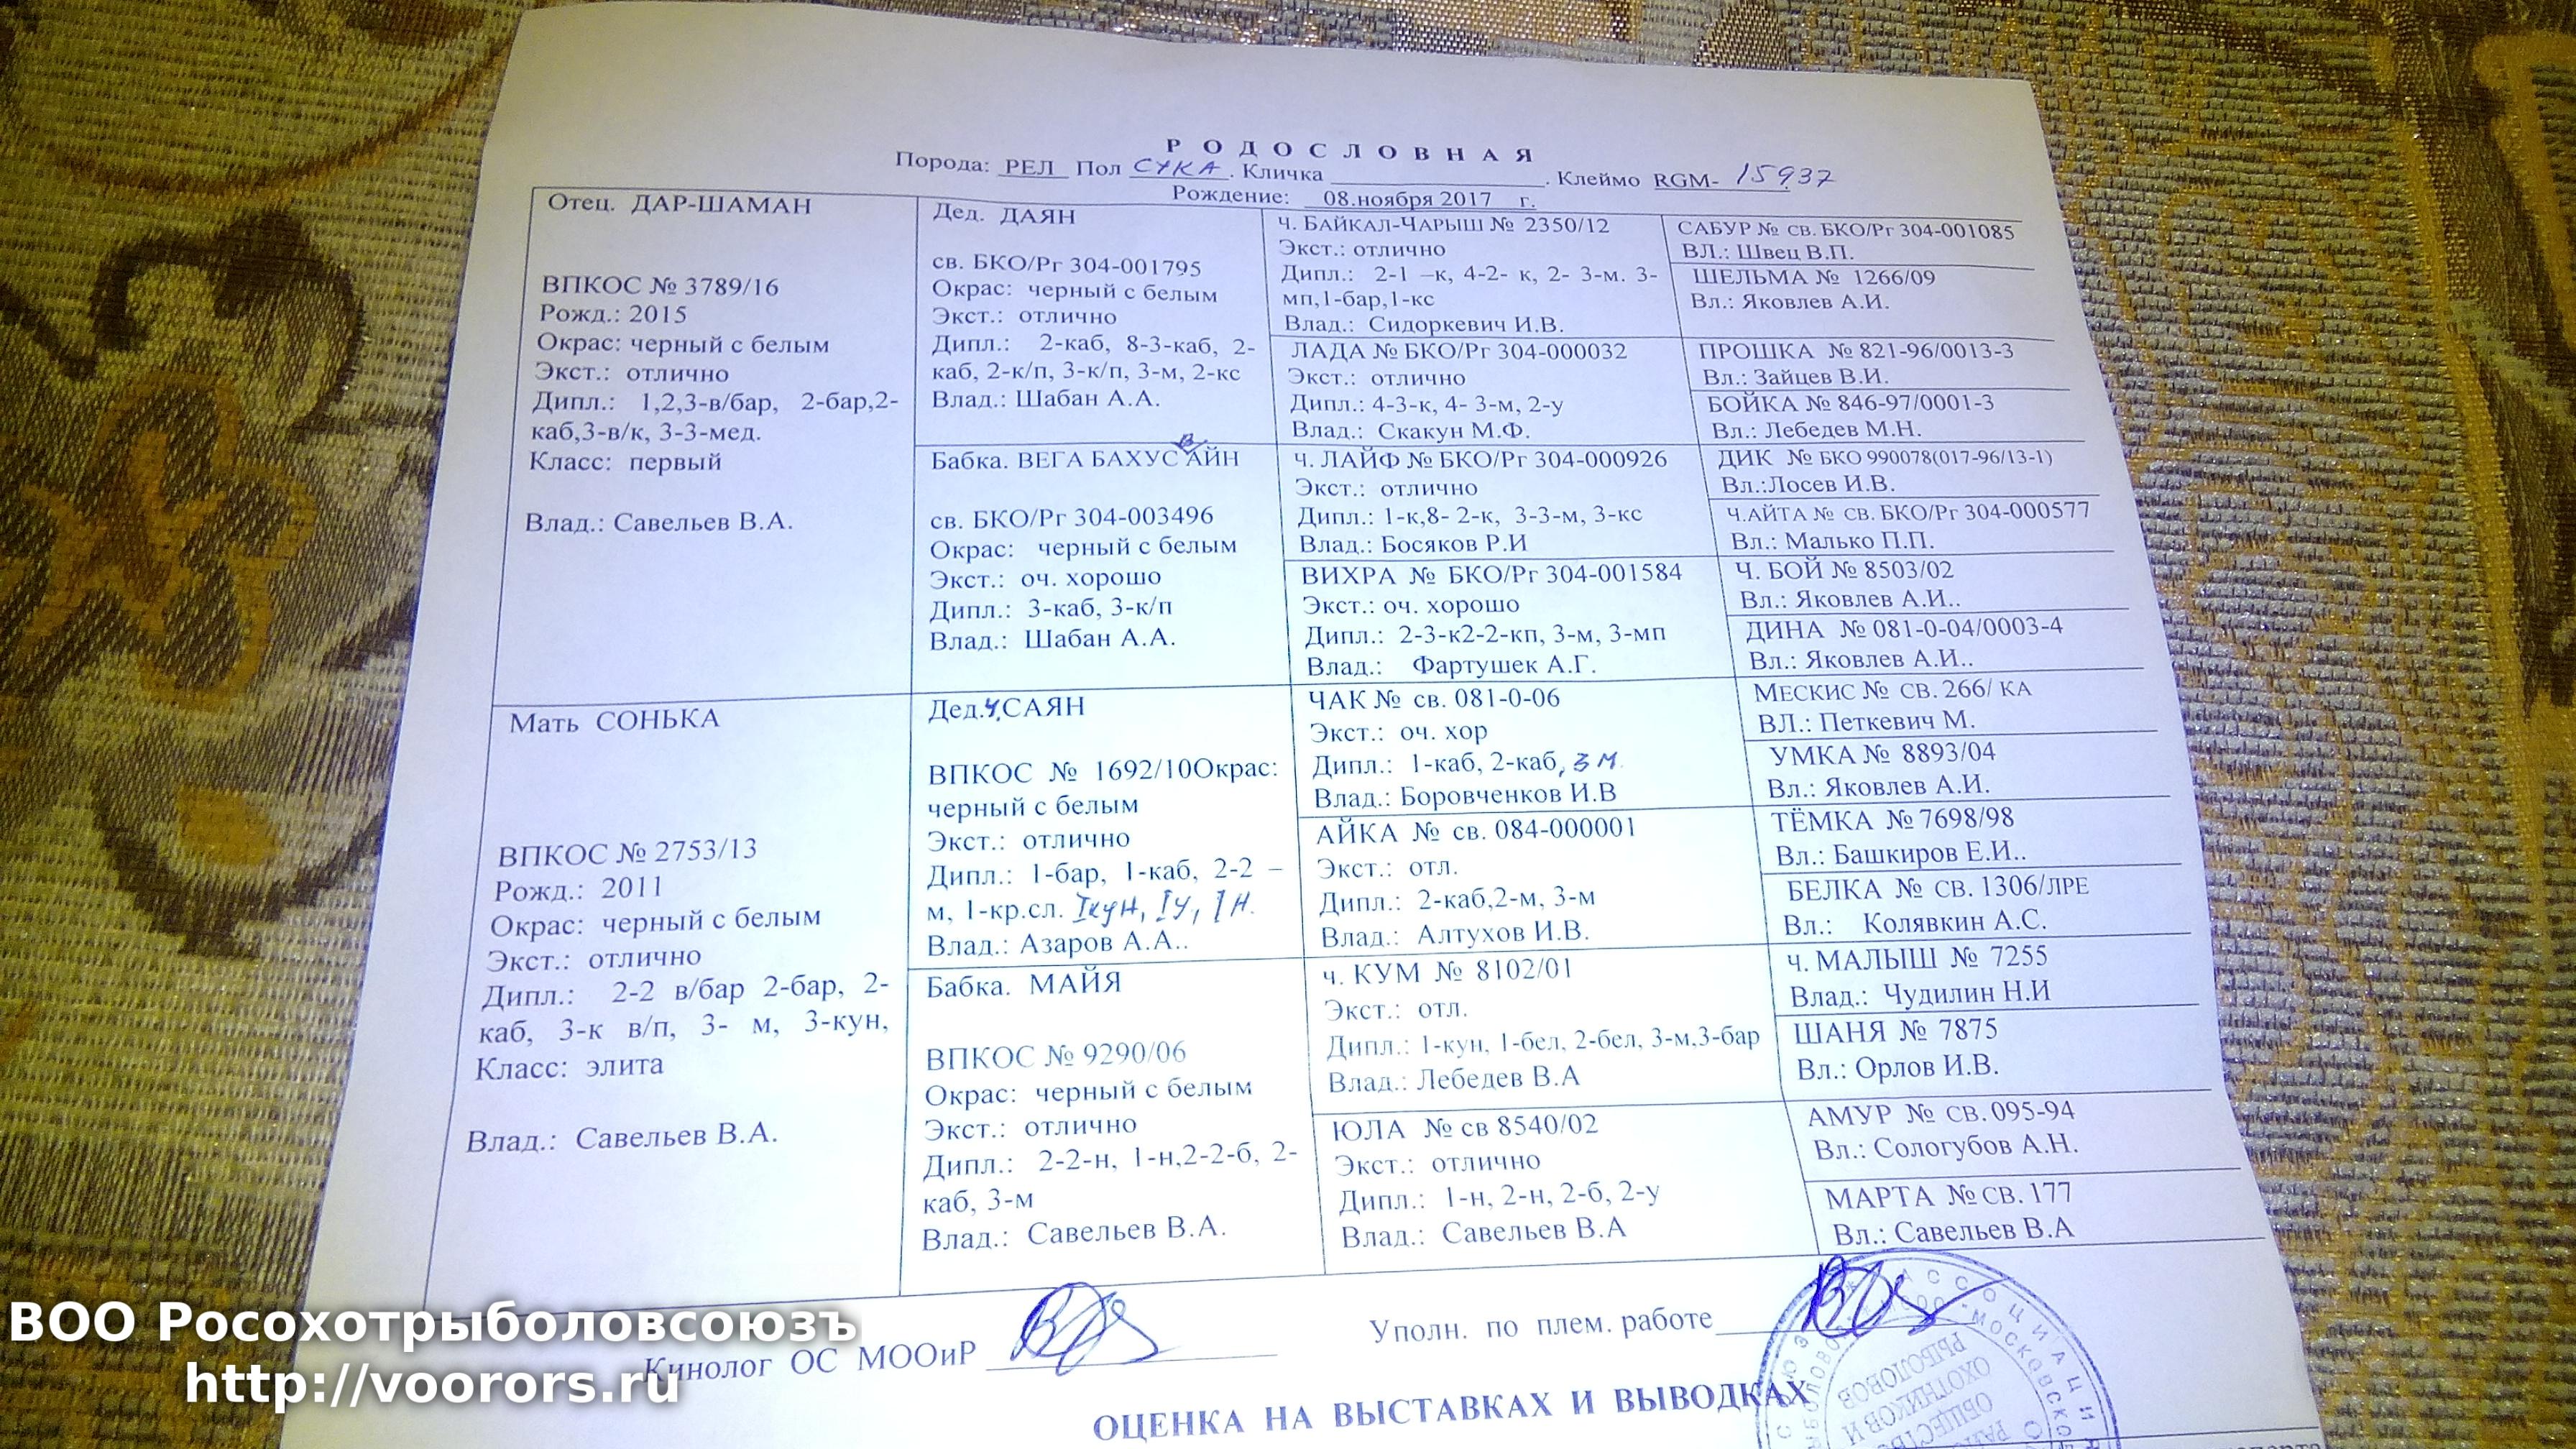 РОДОСЛОВНАЯ
Порода: РЕЛ Пол СУКА. Кличка . Клеймо RGM- 15937
Рождение: 08.ноября 2017 г.
Отец. ДАР-ШАМАН
ВПКОС № 3789/16
Рожд.: 2015
Окрас: черный с белым
Экст.: отлично
Дипл.: 1,2,3-в/бар, 2-бар,2-
каб,3-в/к, 3-3-мед.
Класс: первый
Влад.: Савельев В.А.
Дед. ДАЯН
св. БКО/Рг 304-001795
Окрас: черный с белым
Экст.: отлично
Дипл.: 2-каб, 8-3-каб, 2-
каб, 2-к/п, 3-к/п, 3-м, 2-кс
Влад.: Шабан А.А.
Бабка. ВЕГА БАХУС АЙН
в
св. БКО/Рг 304-003496
Окрас: черный с белым
Экст.: оч. хорошо
Дипл.: 3-каб, 3-к/п
Влад.: Шабан А.А.
ч. БАЙКАЛ-ЧАРЫШ № 2350/12
Экст.: отлично
Дипл.: 2-1 –к, 4-2- к, 2- 3-м. 3-
мп,1-бар,1-кс
Влад.: Сидоркевич И.В.
ЛАДА № БКО/Рг 304-000032
Экст.: отлично
Дипл.: 4-3-к, 4- 3-м, 2-у
Влад.: Скакун М.Ф.
ч. ЛАЙФ № БКО/Рг 304-000926
Экст.: отлично
Дипл.: 1-к,8- 2-к, 3-3-м, 3-кс
Влад.: Босяков Р.И
ВИХРА № БКО/Рг 304-001584
Экст.: оч. хорошо
Дипл.: 2-3-к2-2-кп, 3-м, 3-мп
Влад.: Фартушек А.Г.
САБУР № св. БКО/Рг 304-001085
ВЛ.: Швец В.П.
ШЕЛЬМА № 1266/09
Вл.: Яковлев А.И.
ПРОШКА № 821-96/0013-3
Вл.: Зайцев В.И.
БОЙКА № 846-97/0001-3
Вл.: Лебедев М.Н.
ДИК № БКО 990078(017-96/13-1)
Вл.:Лосев И.В.
Ч.АЙТА № св. БКО/Рг 304-000577
Вл.: Малько П.П.
Ч. БОЙ № 8503/02
Вл.: Яковлев А.И..
ДИНА № 081-0-04/0003-4
Вл.: Яковлев А.И..
Мать СОНЬКА
ВПКОС № 2753/13
Рожд.: 2011
Окрас: черный с белым
Экст.: отлично
Дипл.: 2-2 в/бар 2-бар, 2-
каб, 3-к в/п, 3- м, 3-кун,
Класс: элита
Влад.: Савельев В.А.
Дед.ч.САЯН
ВПКОС № 1692/10Окрас:
черный с белым
Экст.: отлично
Дипл.: 1-бар, 1-каб, 2-2 –
м, 1-кр.сл. Iкун, Iу, IН.
Влад.: Азаров А.А..
Бабка. МАЙЯ
ВПКОС № 9290/06
Окрас: черный с белым
Экст.: отлично
Дипл.: 2-2-н, 1-н,2-2-б, 2-
каб, 3-м
Влад.: Савельев В.А.
ЧАК № св. 081-0-06
Экст.: оч. хор
Дипл.: 1-каб, 2-каб, 3 м
Влад.: Боровченков И.В
АЙКА № св. 084-000001
Экст.: отл.
Дипл.: 2-каб,2-м, 3-м
Влад.: Алтухов И.В.
ч. КУМ № 8102/01
Экст.: отл.
Дипл.: 1-кун, 1-бел, 2-бел, 3-м,3-бар
Влад.: Лебедев В.А
ЮЛА № св 8540/02
Экст.: отлично
Дипл.: 1-н, 2-н, 2-б, 2-у
Влад.: Савельев В.А
МЕСКИС № св. 266/ КА
ВЛ.: Петкевич М.
УМКА № 8893/04
Вл.: Яковлев А.И.
ТЁМКА № 7698/98
Вл.: Башкиров Е.И..
БЕЛКА № св. 1306/ЛРЕ
Вл.: Колявкин А.С.
ч. МАЛЫШ № 7255
Влад.: Чудилин Н.И
ШАНЯ № 7875
Вл.: Орлов И.В.
АМУР № св. 095-94
Вл.: Сологубов А.Н.
МАРТА № св. 177
Вл.: Савельев В.А
Кинолог ОС МООиР
Уполн. по плем. работе
АССОЦИАЦИЯ
РЫБОЛОВОВ
ОХОТНИКОВ И
ОЦЕНКА НА ВЫСТАВКАХ И ВЫВОДКАХ
ВОО Росохотрыболовсоюзъ
http://voorors.ru